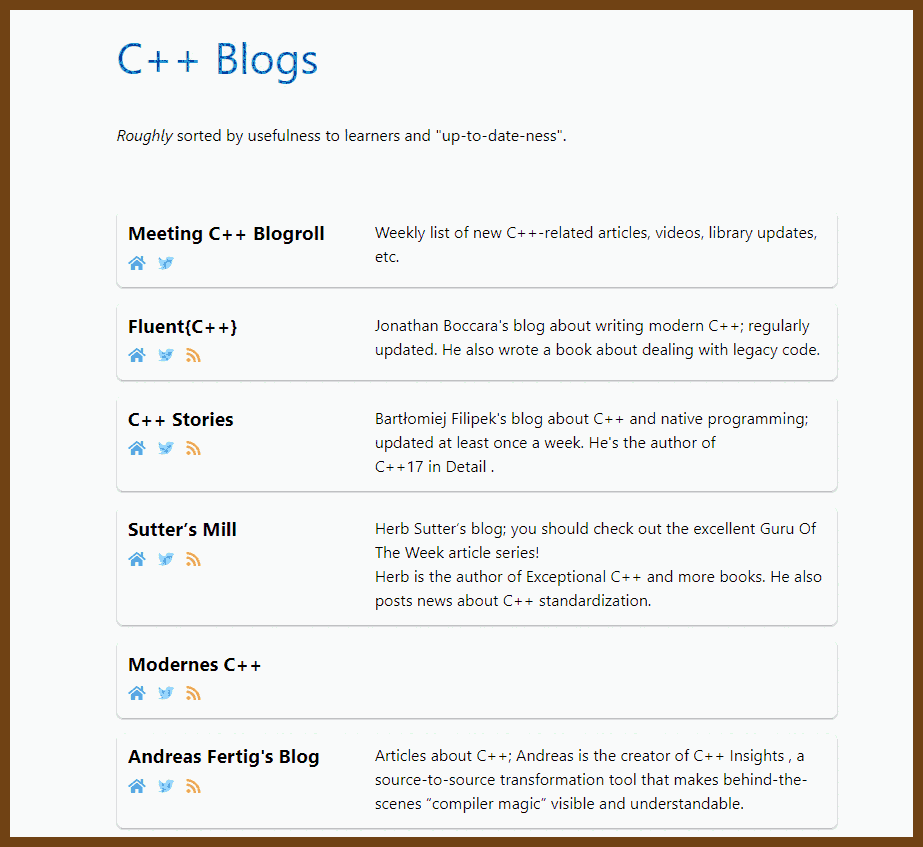 C++ Blogs
Roughly sorted by usefulness to learners and "up-to-date-ness".
Meeting C++ Blogroll
Weekly list of new C++-related articles, videos, library updates,
etc.
Fluent{C++}
Jonathan Boccara's blog about writing modern C++; regularly
updated. He also wrote a book about dealing with legacy code.
C++ Stories
Bartłomiej Filipek's blog about C++ and native programming;
updated at least once a week. He's the author of
C++17 in Detail .
Sutter’s Mill
Herb Sutter’s blog; you should check out the excellent Guru Of
The Week article series!
Herb is the author of Exceptional C++ and more books. He also
posts news about C++ standardization.
Modernes C++
Andreas Fertig's Blog
Articles about C++; Andreas is the creator of C++ Insights , a
source-to-source transformation tool that makes behind-the-
scenes “compiler magic” visible and understandable.